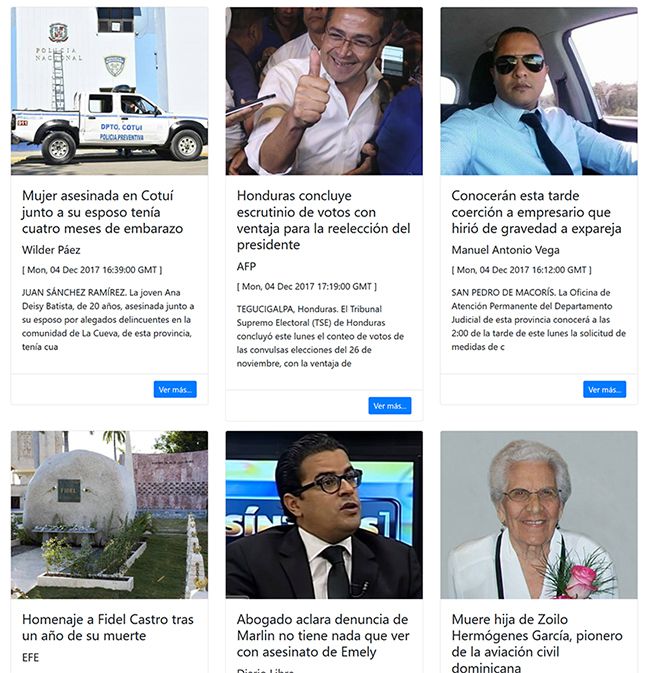 POLICIA
NACIONAL
911
DPTO. COTUI
POLICIA PREVENTIVA
Mujer asesinada en Cotuí
junto a su esposo tenía
cuatro meses de embarazo
Wilder Páez
[ Mon, 04 Dec 2017 16:39:00 GMT ]
JUAN SÁNCHEZ RAMÍREZ. La joven Ana
Deisy Batista, de 20 años, asesinada junto a
su esposo por alegados delincuentes en la
comunidad de La Cueva, de esta provincia,
tenía cua
Ver más...
Honduras concluye
escrutinio de votos con
ventaja para la reelección del
presidente
AFP
[ Mon, 04 Dec 2017 17:19:00 GMT ]
TEGUCIGALPA, Honduras. El Tribunal
Supremo Electoral (TSE) de Honduras
concluyó este lunes el conteo de votos de
las convulsas elecciones del 26 de
noviembre, con la ventaja de
Ver más...
Conocerán esta tarde
coerción a empresario que
hirió de gravedad a expareja
Manuel Antonio Vega
[ Mon, 04 Dec 2017 16:12:00 GMT ]
SAN PEDRO DE MACORÍS. La Oficina de
Atención Permanente del Departamento
Judicial de esta provincia conocerá a las
2:00 de la tarde de este lunes la solicitud de
medidas de c
Ver más...
FIDEL
Homenaje a Fidel Castro tras
un año de su muerte
EFE
SÍN
Abogado aclara denuncia de
Marlin no tiene nada que ver
con asesinato de Emely
Diario Libre
Muere hija de Zoilo
Hermógenes García, pionero
de la aviación civil
dominicana